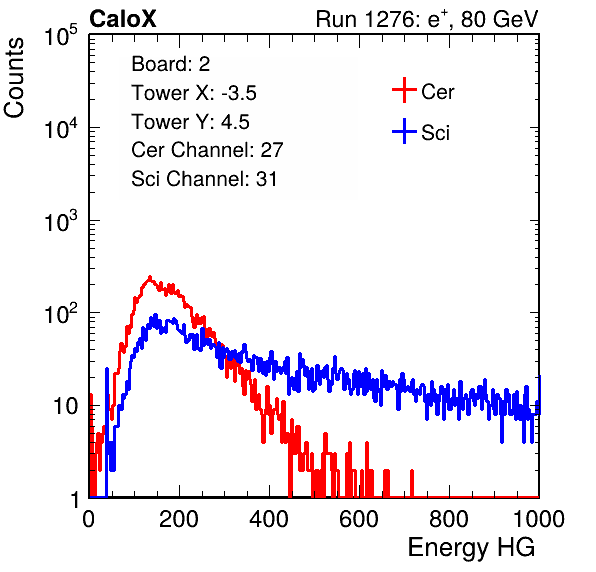 CaloX Run 1276: e⁺, 80 GeV
Counts
10⁵
10⁴
10³
10²
10
1
Board: 2
Tower X: -3.5
Tower Y: 4.5
Cer Channel: 27
Sci Channel: 31
Cer
Sci
0 200 400 600 800 1000
Energy HG